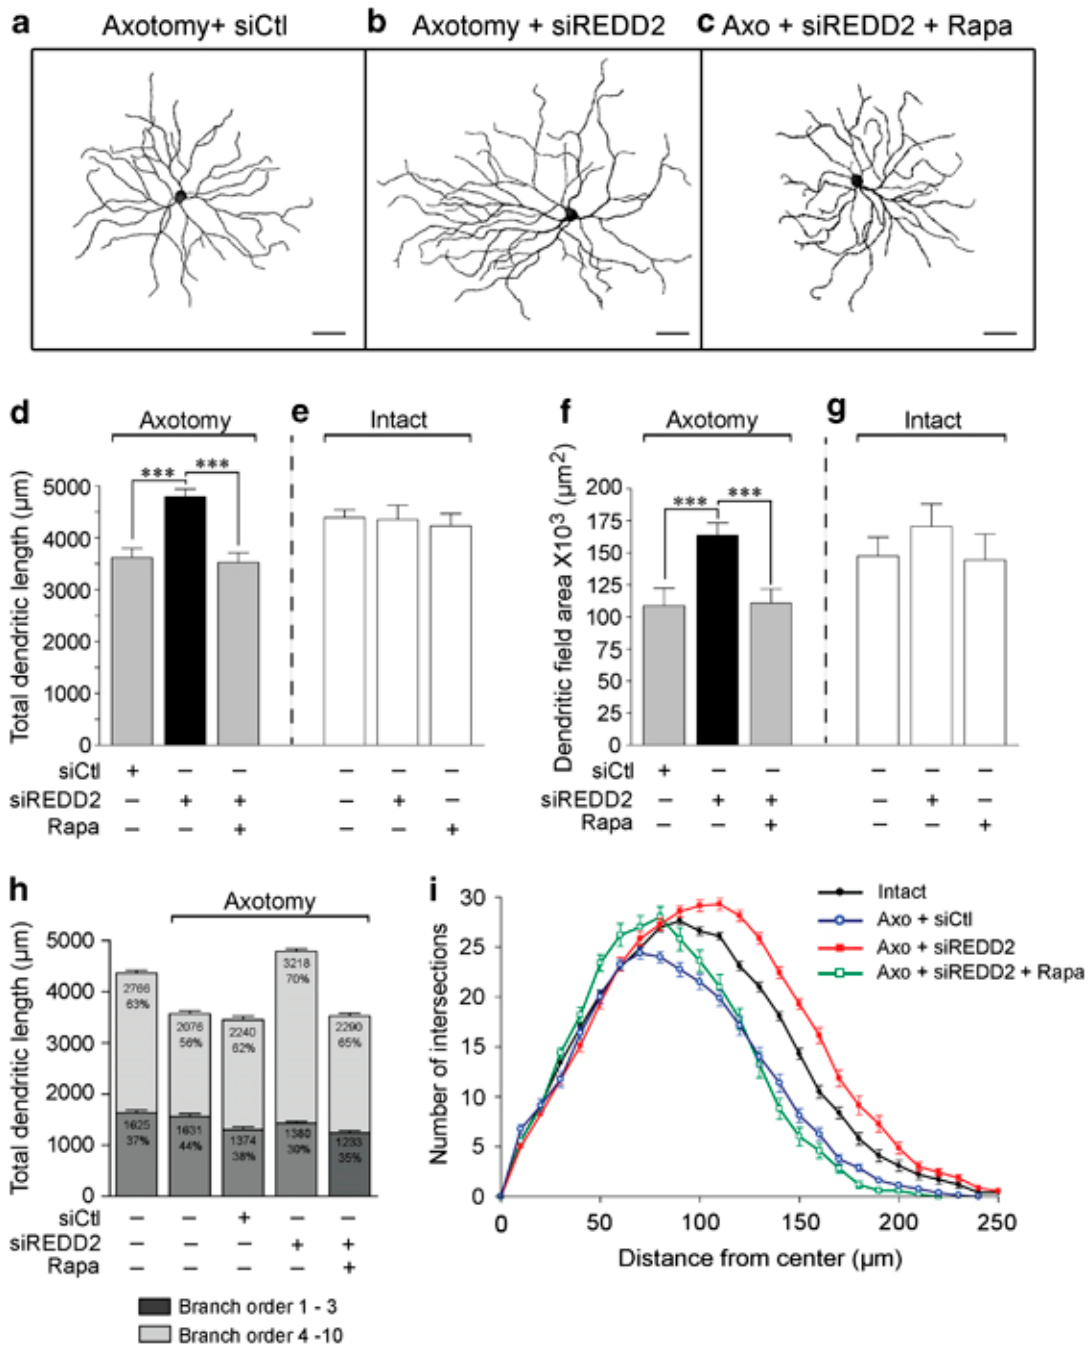 a Axotomy+ siCtl b Axotomy + siREDD2 c Axo + siREDD2 + Rapa
d Axotomy e Intact
Total dendritic length (µm)
*** ***
5000
4000
3000
2000
1000
0
siCtl + − − − − −
siREDD2 − + + − + −
Rapa − − + − − +
f Axotomy g Intact
Dendritic field area X10³ (µm²)
*** ***
200
175
150
125
100
75
50
25
0
siCtl + − − − − −
siREDD2 − + + − + −
Rapa − − + − − +
h Axotomy
Total dendritic length (µm)
5000
4000
3000
2000
1000
0
2766 2076 2240 3218 2290
63% 56% 62% 70% 65%
1625 1631 1374 1380 1233
37% 44% 38% 30% 35%
siCtl − − + − −
siREDD2 − − − + +
Rapa − − − − +
Branch order 1 - 3
Branch order 4 -10
i
Number of intersections
30
25
20
15
10
5
0
0 50 100 150 200 250
Distance from center (µm)
Intact
Axo + siCtl
Axo + siREDD2
Axo + siREDD2 + Rapa